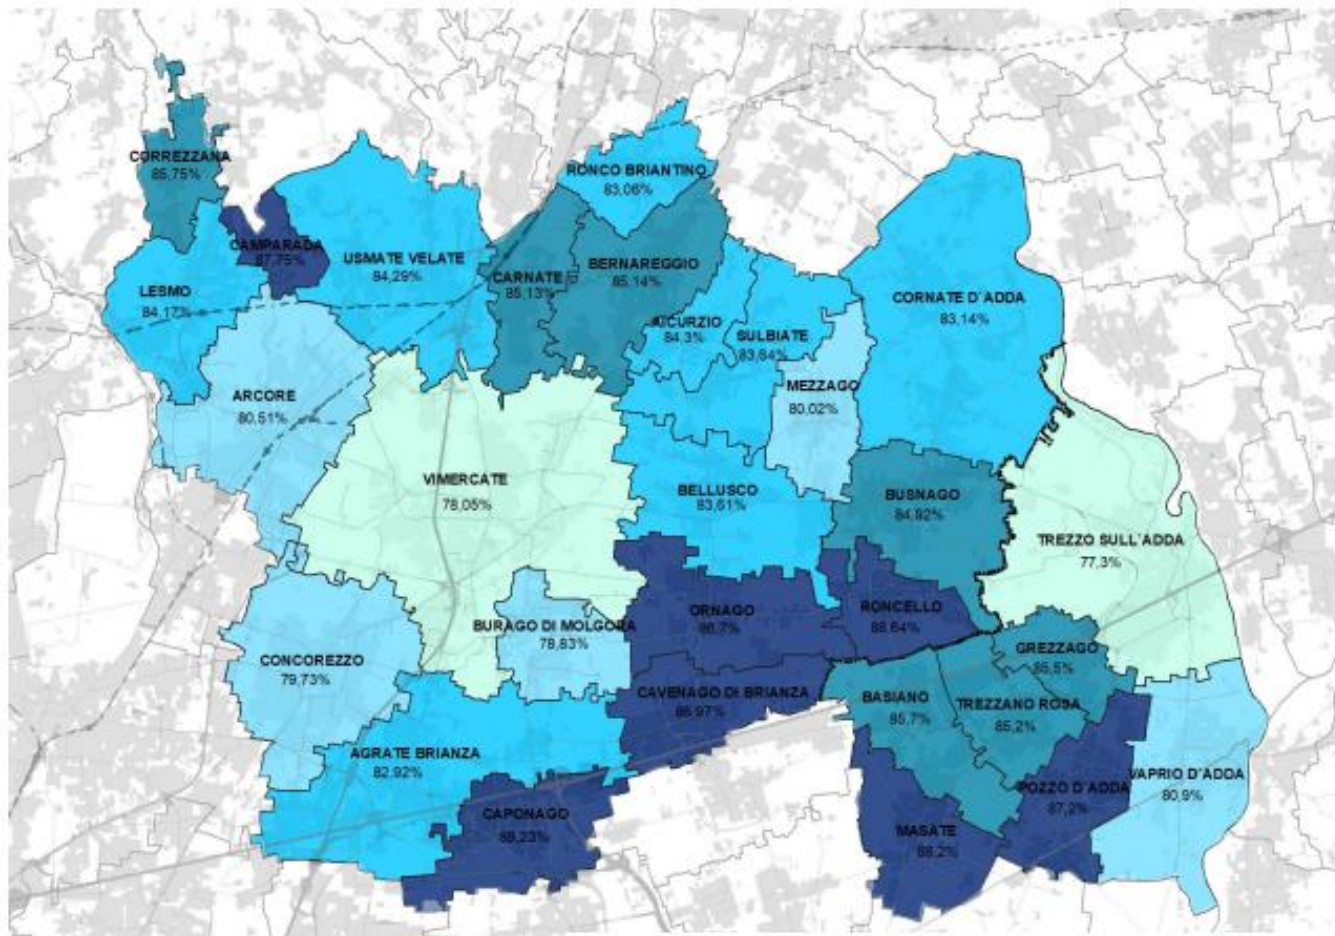 CORREZZANA
85,75%
RONCO BRIANTINO
83,06%
CAMPARADA
87,75%
USMATE VELATE
84,29%
CARNATE
85,13%
BERNAREGGIO
85,14%
LESMO
84,17%
CORNATE D'ADDA
83,14%
AICURZIO
84,3%
SULBIATE
83,64%
MEZZAGO
80,02%
ARCORE
80,51%
VIMERCATE
78,05%
BELLUSCO
83,61%
BUSNAGO
84,92%
TREZZO SULL'ADDA
77,3%
ORNAGO
86,7%
RONCELLO
88,64%
BURAGO DI MOLGORA
78,83%
GREZZAGO
85,5%
CONCOREZZO
79,73%
CAVENAGO DI BRIANZA
86,97%
BASIANO
85,7%
TREZZANO ROSA
85,2%
AGRATE BRIANZA
82,92%
VAPRIO D'ADDA
80,9%
POZZO D'ADDA
87,2%
CAPONAGO
MASATE